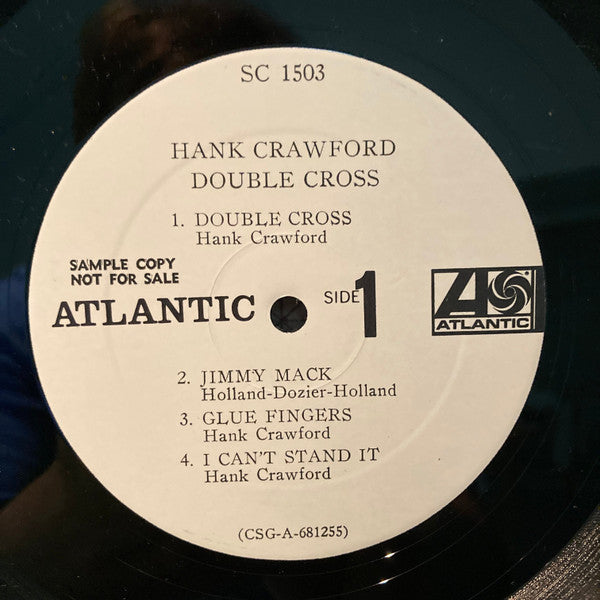 SC 1503
HANK CRAWFORD
DOUBLE CROSS
1. DOUBLE CROSS
Hank Crawford
SAMPLE COPY
NOT FOR SALE
ATLANTIC
SIDE 1
ATLANTIC
2. JIMMY MACK
Holland-Dozier-Holland
3. GLUE FINGERS
Hank Crawford
4. I CAN'T STAND IT
Hank Crawford
(CSG-A-681255)